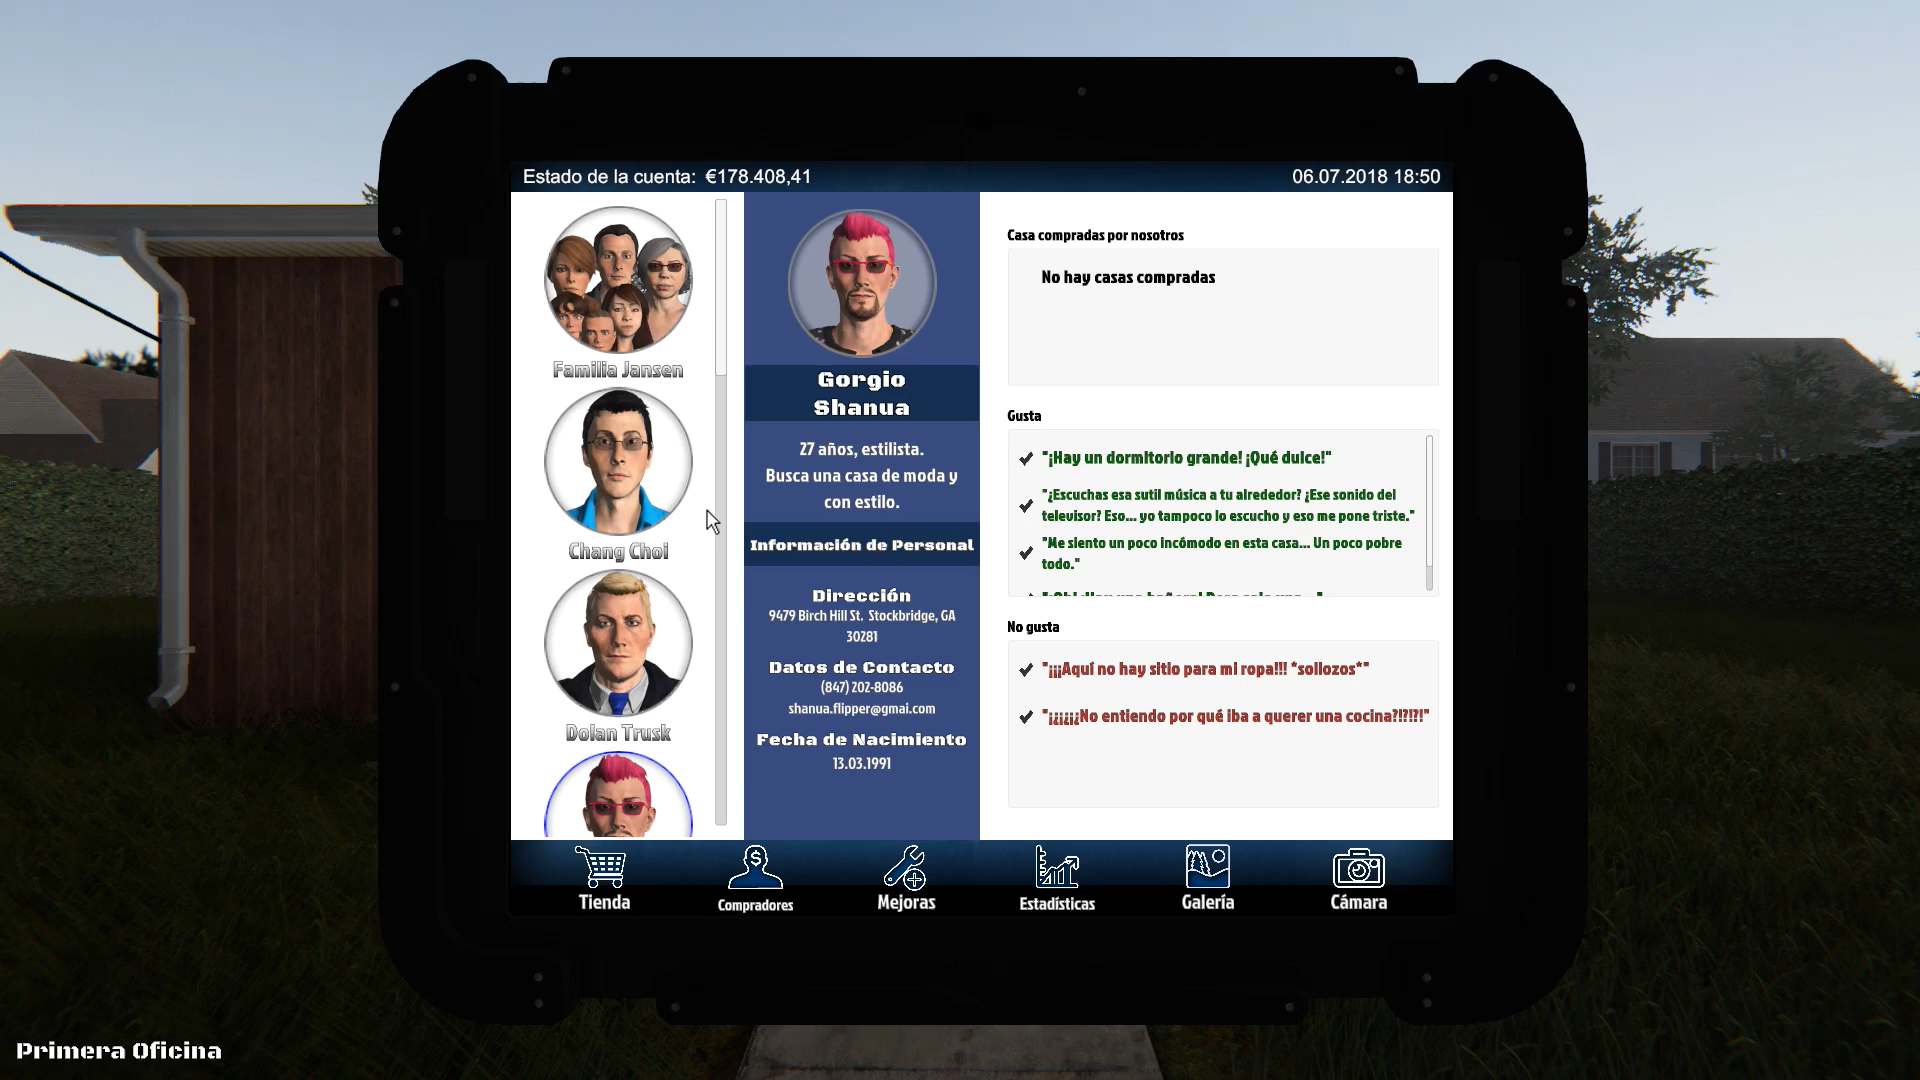 Estado de la cuenta: €178.408,41
06.07.2018 18:50
Familia Jansen
Chang Choi
Dolan Trusk
Gorgio
Shanua
27 años, estilista.
Busca una casa de moda y
con estilo.
Información de Personal
Dirección
9479 Birch Hill St. Stockbridge, GA
30281
Datos de Contacto
(847) 202-8086
shanua.flipper@gmai.com
Fecha de Nacimiento
13.03.1991
Casa compradas por nosotros
No hay casas compradas
Gusta
"¡Hay un dormitorio grande! ¡Qué dulce!"
"¿Escuchas esa sutil música a tu alrededor? ¿Ese sonido del
televisor? Eso... yo tampoco lo escucho y eso me pone triste."
"Me siento un poco incómodo en esta casa... Un poco pobre
todo."
No gusta
"¡¡¡Aquí no hay sitio para mi ropa!!! *sollozos*"
"¡¿¡¿¡¿No entiendo por qué iba a querer una cocina?!?!?!"
Tienda
Compradores
Mejoras
Estadísticas
Galería
Cámara
Primera Oficina